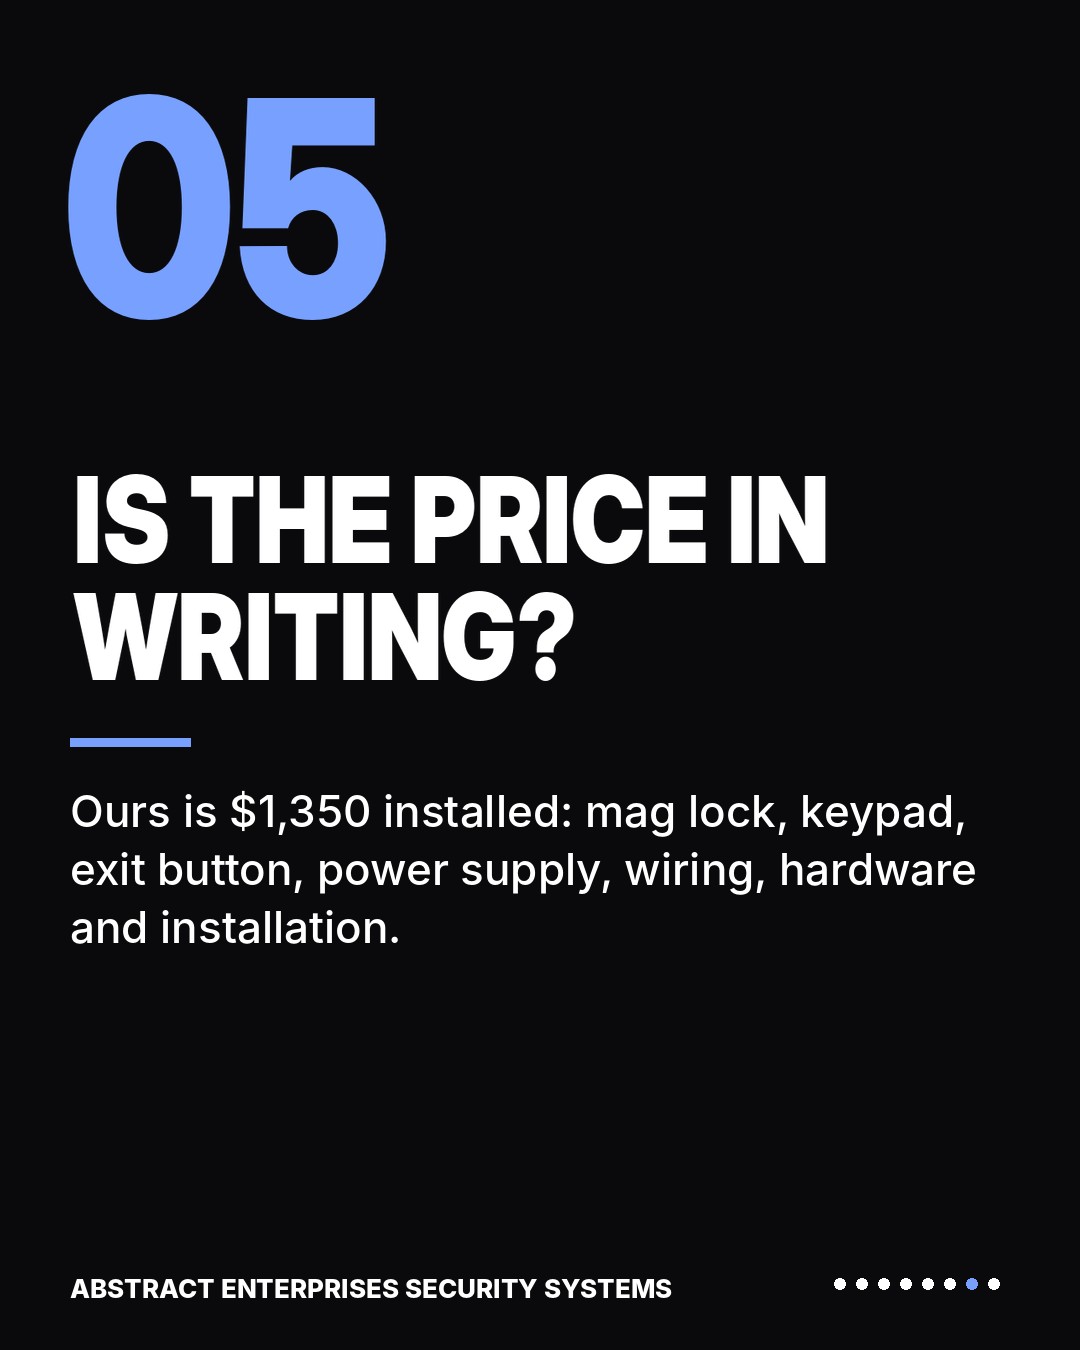 05
IS THE PRICE IN
WRITING?
Ours is $1,350 installed: mag lock, keypad,
exit button, power supply, wiring, hardware
and installation.
ABSTRACT ENTERPRISES SECURITY SYSTEMS